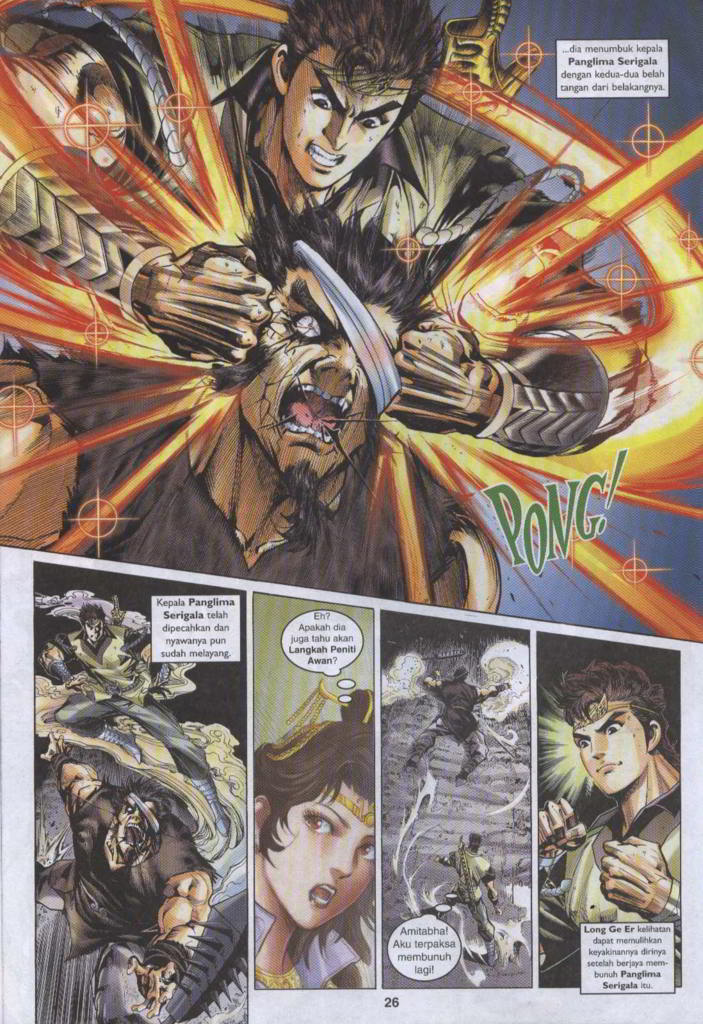 ...dia menumbuk kepala
Panglima Serigala
dengan kedua-dua belah
tangan dari belakangnya.
PONG!
Kepala Panglima
Serigala telah
dipecahkan dan
nyawanya pun
sudah melayang.
Eh?
Apakah dia
juga tahu akan
Langkah Peniti
Awan?
Amitabha!
Aku terpaksa
membunuh
lagi!
Long Ge Er kelihatan
dapat memulihkan
keyakinannya dirinya
setelah berjaya mem-
bunuh Panglima
Serigala itu.
26